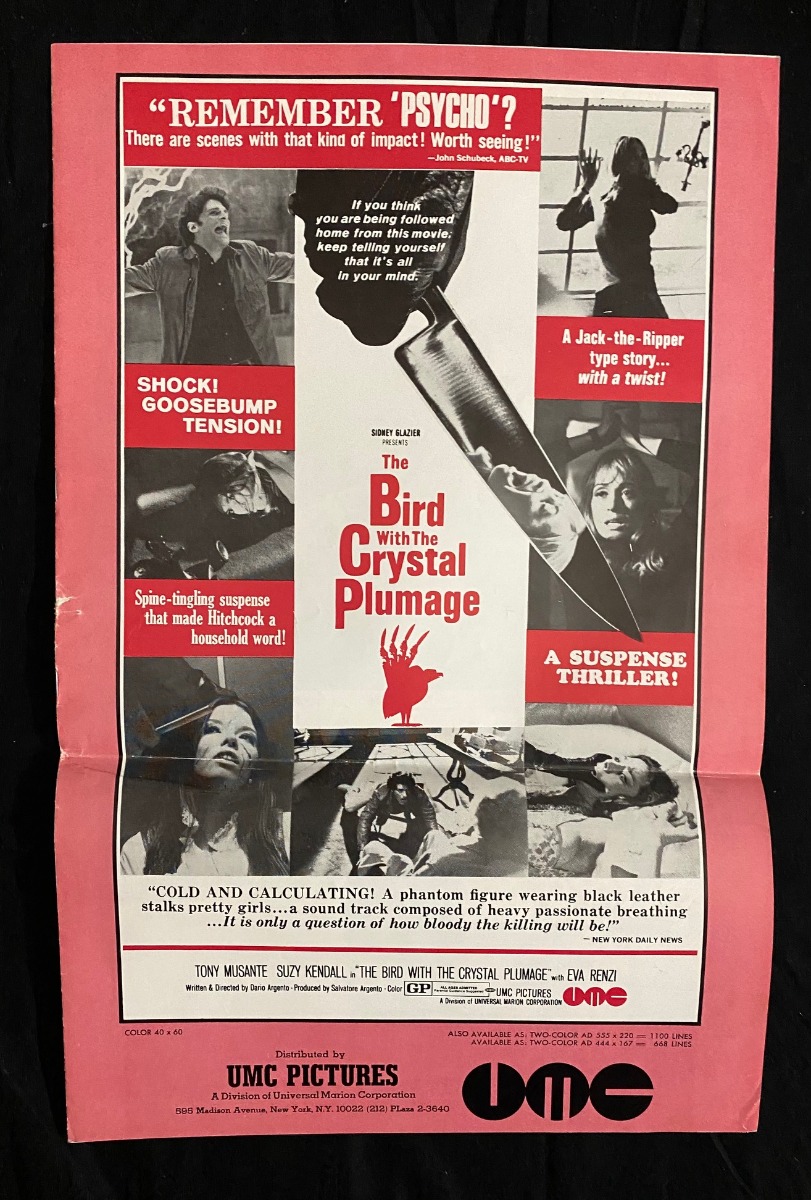 “REMEMBER 'PSYCHO'?
There are scenes with that kind of impact! Worth seeing!”
—John Schubeck, ABC-TV
If you think
you are being followed
home from this movie,
keep telling yourself
that it's all
in your mind.
A Jack-the-Ripper
type story...
with a twist!
SHOCK!
GOOSEBUMP
TENSION!
SIDNEY GLAZIER
PRESENTS
The
Bird
With The
Crystal
Plumage
Spine-tingling suspense
that made Hitchcock a
household word!
A SUSPENSE
THRILLER!
“COLD AND CALCULATING! A phantom figure wearing black leather
stalks pretty girls...a sound track composed of heavy passionate breathing
...It is only a question of how bloody the killing will be!”
— NEW YORK DAILY NEWS
TONY MUSANTE SUZY KENDALL in “THE BIRD WITH THE CRYSTAL PLUMAGE” with EVA RENZI
Written & Directed by Dario Argento · Produced by Salvatore Argento · Color GP ALL AGES ADMITTED Parental Guidance Suggested UMC PICTURES
A Division of UNIVERSAL MARION CORPORATION umc
COLOR 40 x 60
ALSO AVAILABLE AS: TWO-COLOR AD 555 x 220 = 1100 LINES
AVAILABLE AS: TWO-COLOR AD 444 x 167 = 668 LINES
Distributed by
UMC PICTURES
A Division of Universal Marion Corporation
595 Madison Avenue, New York, N.Y. 10022 (212) Plaza 2-3640
umc